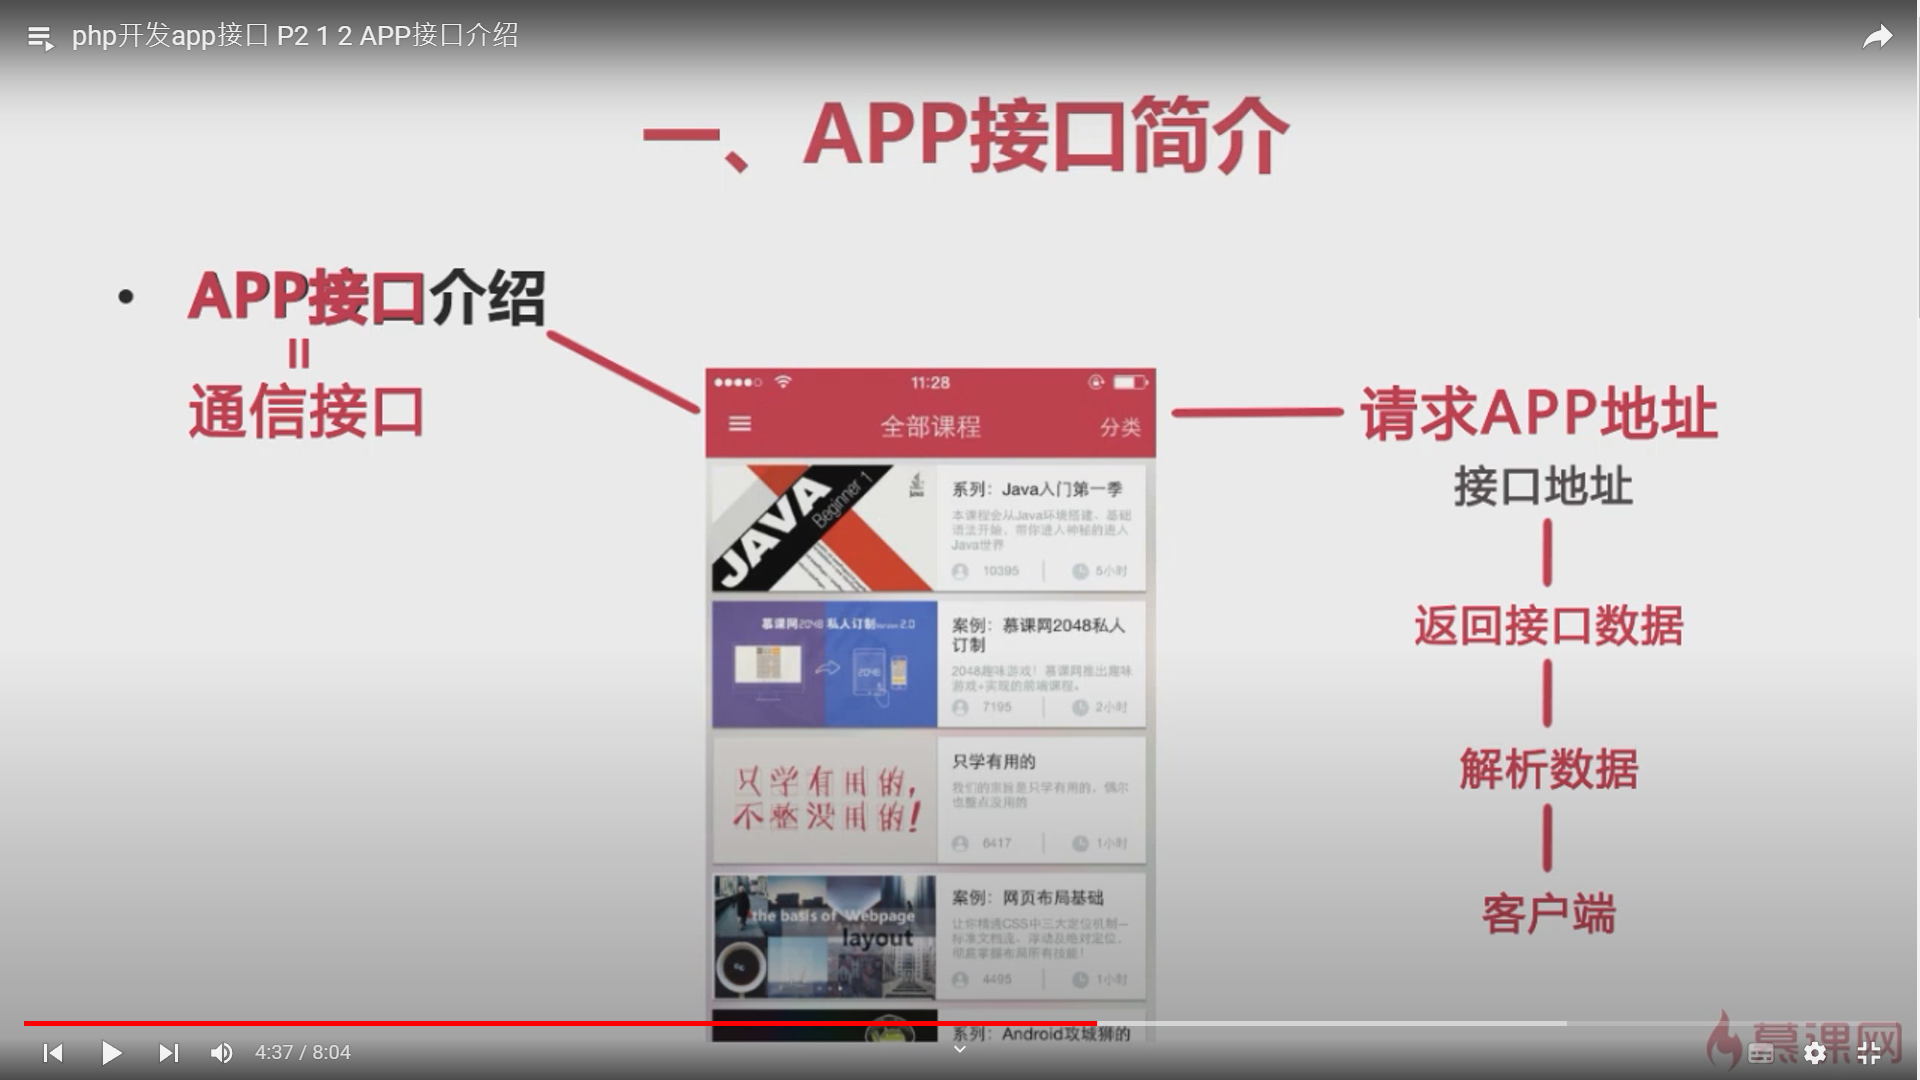 php开发app接口 P2 1 2 APP接口介绍
一、APP接口简介
• APP接口介绍
=
通信接口
11:28
全部课程
分类
JAVA
Beginner 1
Java
系列：Java入门第一季
本课程会从Java环境搭建、基础
语法开始，带你进入神秘的进入
Java世界
10395
5小时
慕课网2048 私人订制Version 2.0
2048
案例：慕课网2048私人
订制
2048趣味游戏！慕课网推出趣味
游戏+实现的前端课程。
7195
2小时
只学有用的,
不整没用的!
只学有用的
我们的宗旨是只学有用的，偶尔
也整点没用的
6417
1小时
the basis of Webpage
layout
案例：网页布局基础
让你精通CSS中三大定位机制—
标准文档流、浮动及绝对定位，
彻底掌握布局所有技能！
4495
1小时
系列：Android攻城狮的
请求APP地址
接口地址
返回接口数据
解析数据
客户端
4:37 / 8:04
慕课网